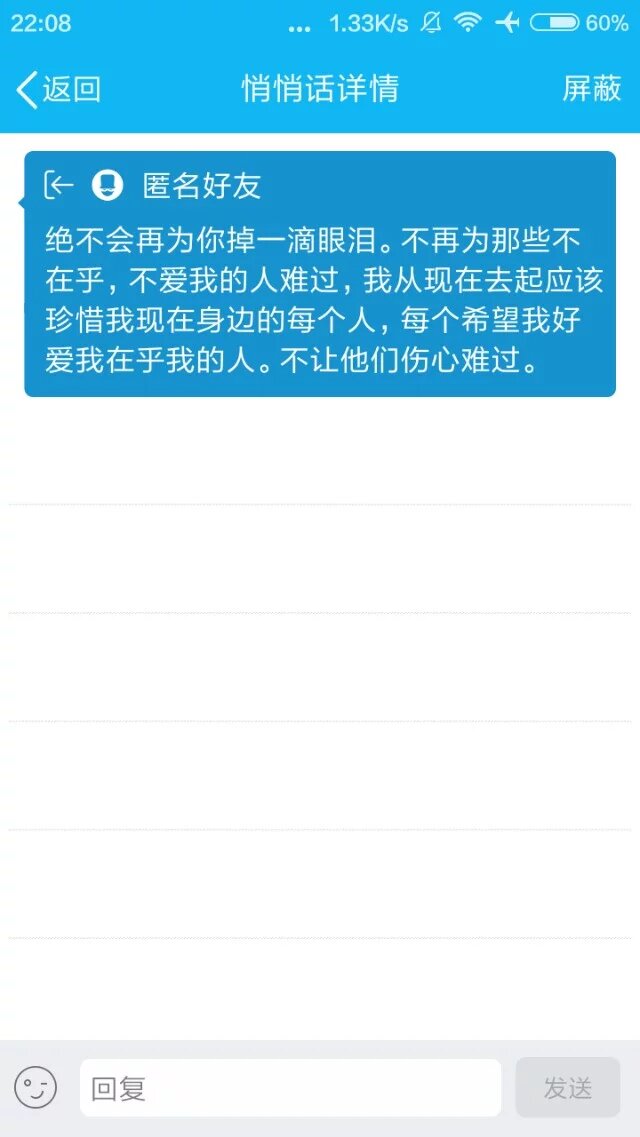 22:08 ... 1.33K/s 60%
返回 悄悄话详情 屏蔽
匿名好友
绝不会再为你掉一滴眼泪。不再为那些不
在乎，不爱我的人难过，我从现在去起应该
珍惜我现在身边的每个人，每个希望我好
爱我在乎我的人。不让他们伤心难过。
回复 发送